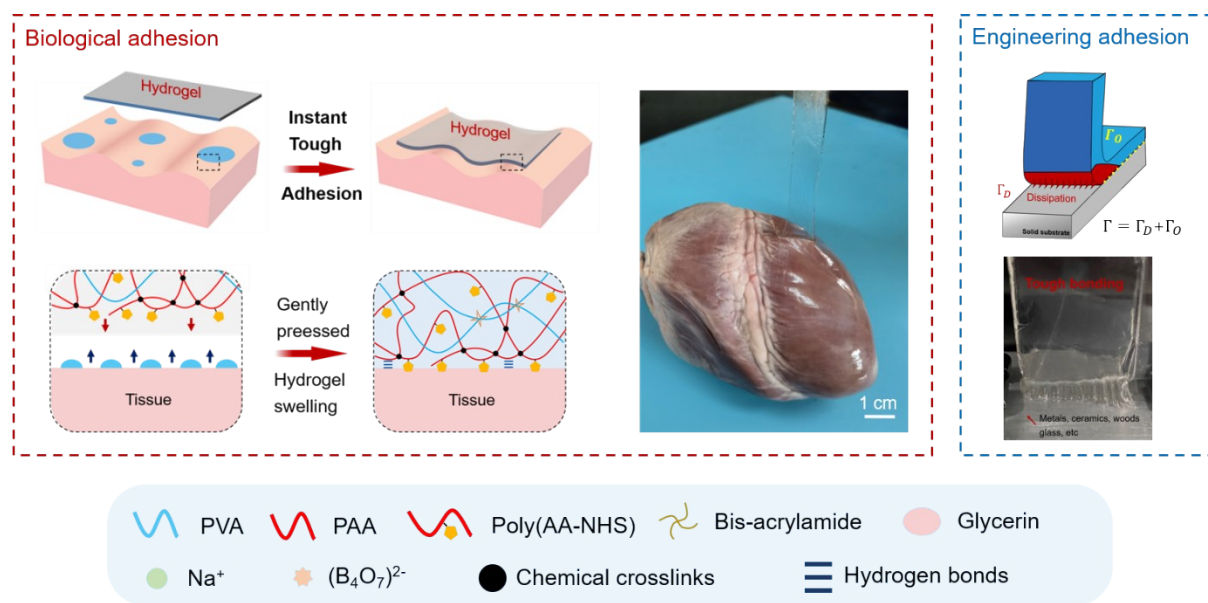 Biological adhesion
Hydrogel
Instant
Tough
Adhesion
Hydrogel
Tissue
Gently
preessed
Hydrogel
swelling
Tissue
1 cm
Engineering adhesion
Γ_O
Γ_D
Dissipation
Solid substrate
Γ = Γ_D+Γ_O
Tough bonding
Metals, ceramics, woods
glass, etc
PVA
PAA
Poly(AA-NHS)
Bis-acrylamide
Glycerin
Na⁺
(B₄O₇)²⁻
Chemical crosslinks
Hydrogen bonds